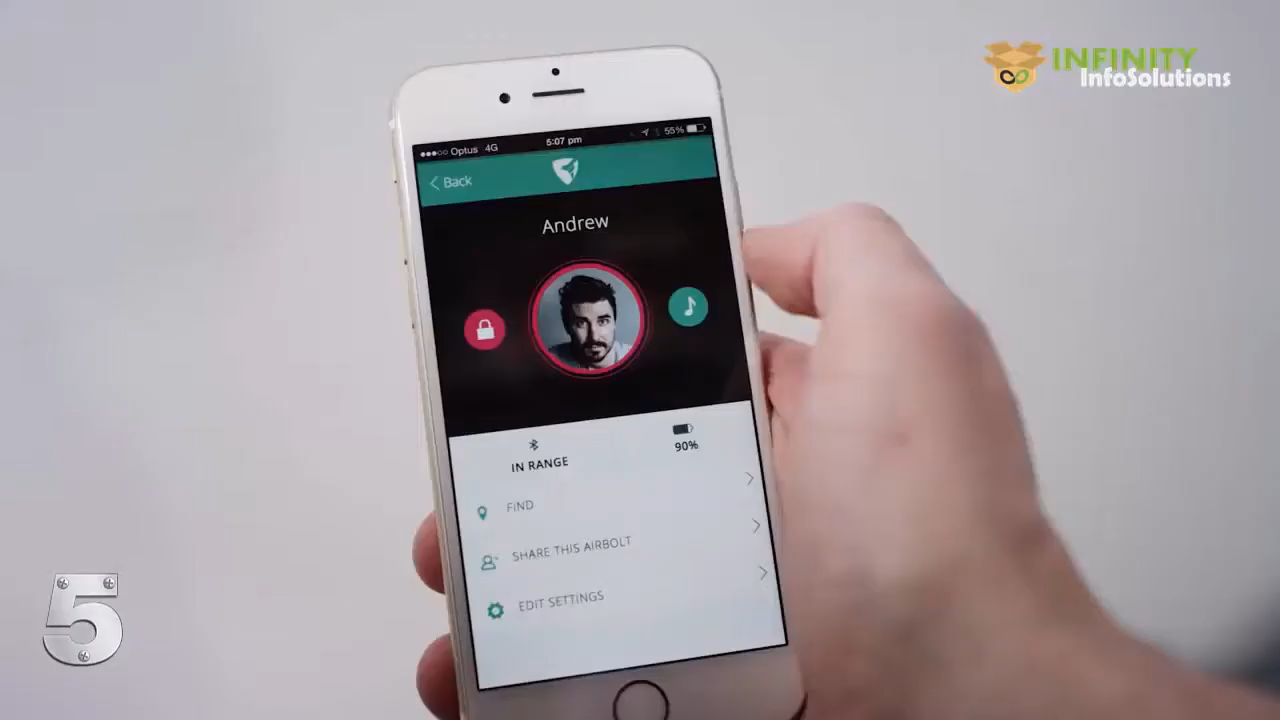 INFINITY
InfoSolutions
Optus 4G 5:07 pm 55%
Back
Andrew
IN RANGE
90%
FIND
SHARE THIS AIRBOLT
EDIT SETTINGS
5